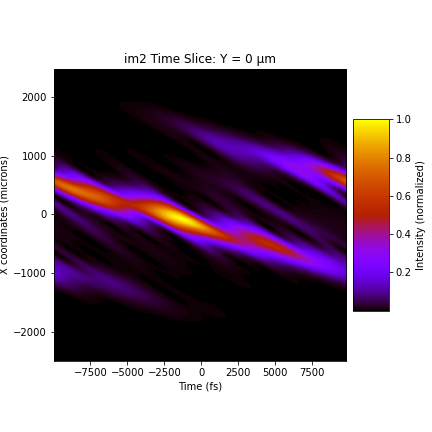 im2 Time Slice: Y = 0 μm
X coordinates (microns)
2000
1000
0
−1000
−2000
−7500 −5000 −2500 0 2500 5000 7500
Time (fs)
1.0
0.8
0.6
0.4
0.2
Intensity (normalized)